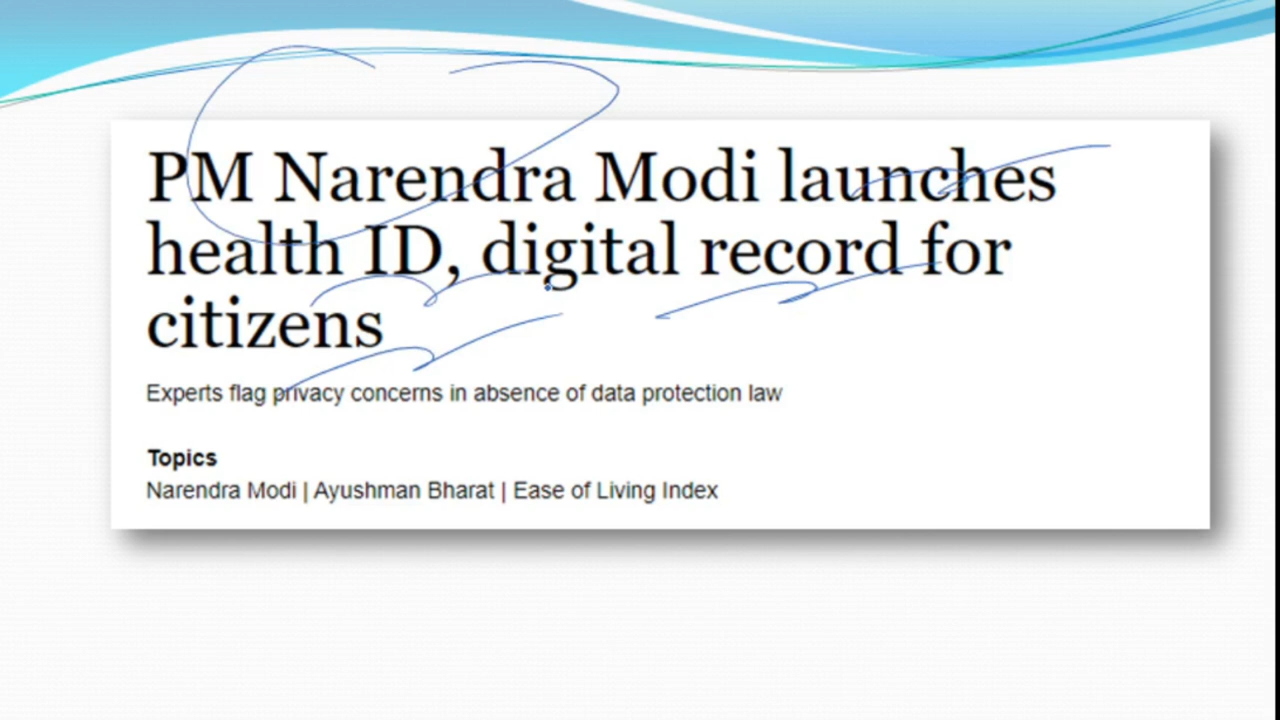 PM Narendra Modi launches
health ID, digital record for
citizens
Experts flag privacy concerns in absence of data protection law
Topics
Narendra Modi | Ayushman Bharat | Ease of Living Index